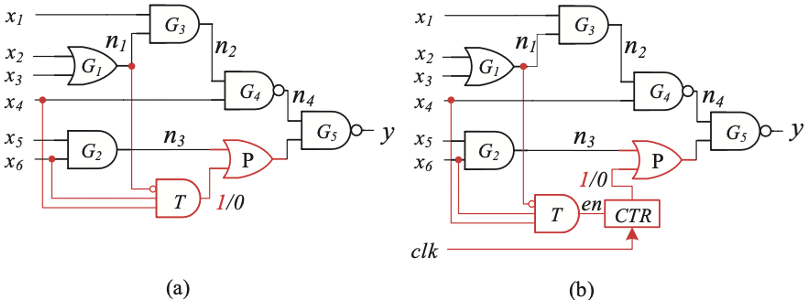 x1
G3
n1
n2
x2
x3
G1
x4
G4
n4
G5
y
x5
x6
G2
n3
P
T
1/0
(a)
x1
G3
n1
n2
x2
x3
G1
x4
G4
n4
G5
y
x5
x6
G2
n3
P
1/0
T
en
CTR
clk
(b)